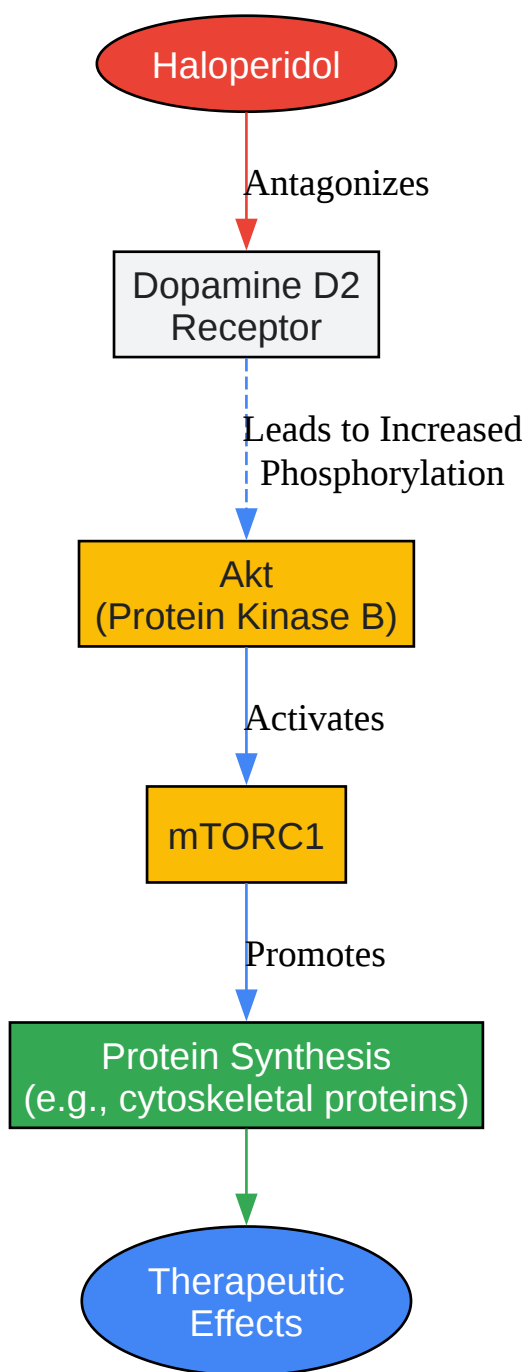 Haloperidol
Antagonizes
Dopamine D2
Receptor
Leads to Increased
Phosphorylation
Akt
(Protein Kinase B)
Activates
mTORC1
Promotes
Protein Synthesis
(e.g., cytoskeletal proteins)
Therapeutic
Effects